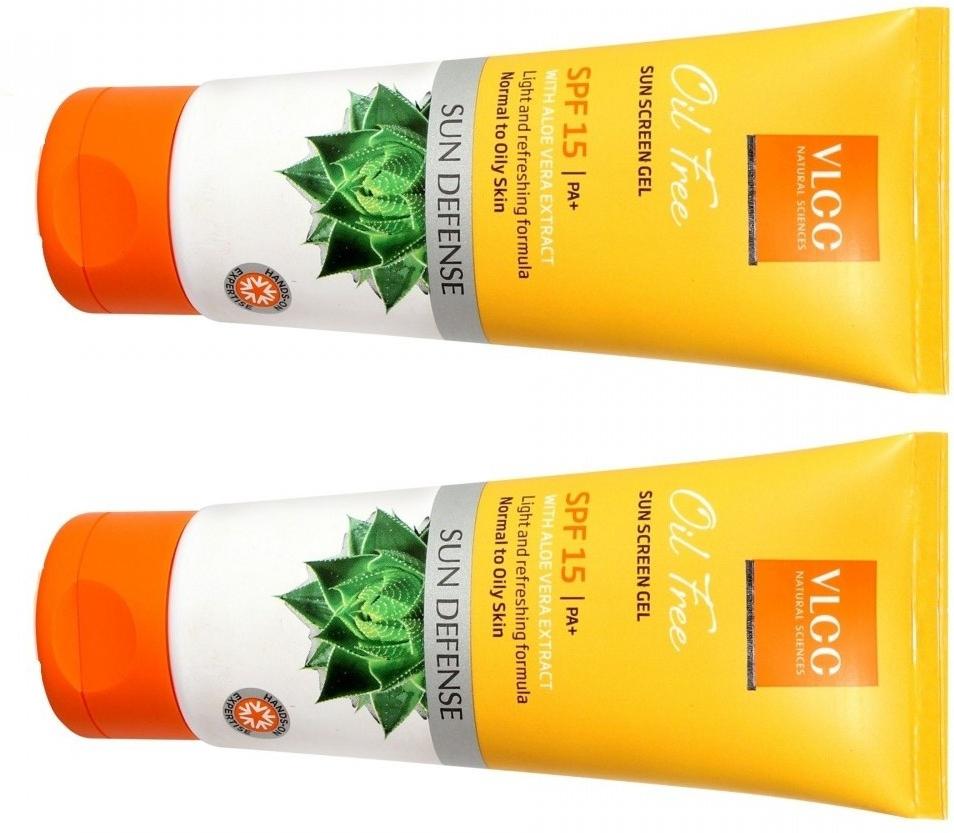 VLCC
NATURAL SCIENCES
Oil Free
SUN SCREEN GEL
SPF 15 | PA+
WITH ALOE VERA EXTRACT
Light and refreshing formula
Normal to Oily Skin
SUN DEFENSE
HANDS-ON
EXPERTISE
VLCC
NATURAL SCIENCES
Oil Free
SUN SCREEN GEL
SPF 15 | PA+
WITH ALOE VERA EXTRACT
Light and refreshing formula
Normal to Oily Skin
SUN DEFENSE
HANDS-ON
EXPERTISE